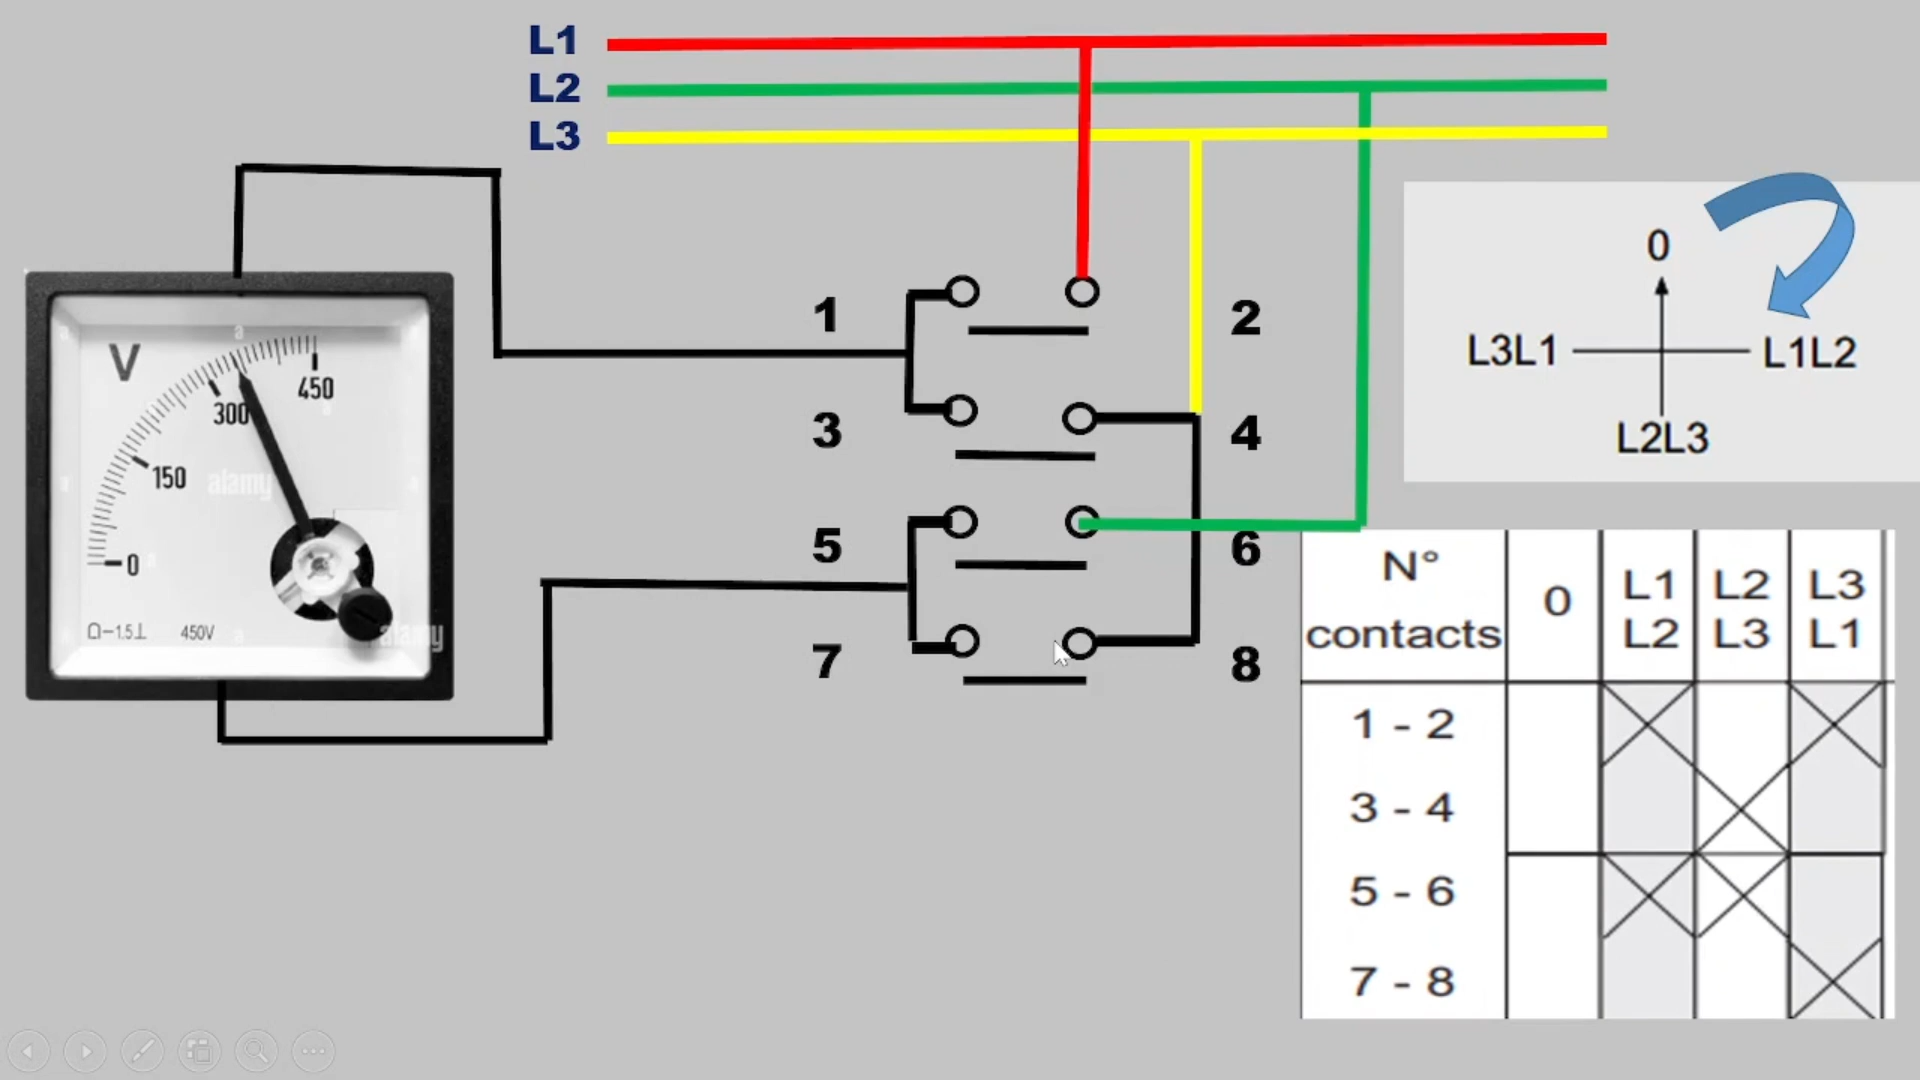 L1
L2
L3
V
0
150
300
450
Ω-1.5⊥ 450V
alamy
alamy
a
a
a
a
a
a
1
2
3
4
5
6
7
8
0
L3L1
L1L2
L2L3
N° contacts
0
L1 L2
L2 L3
L3 L1
1 - 2
3 - 4
5 - 6
7 - 8